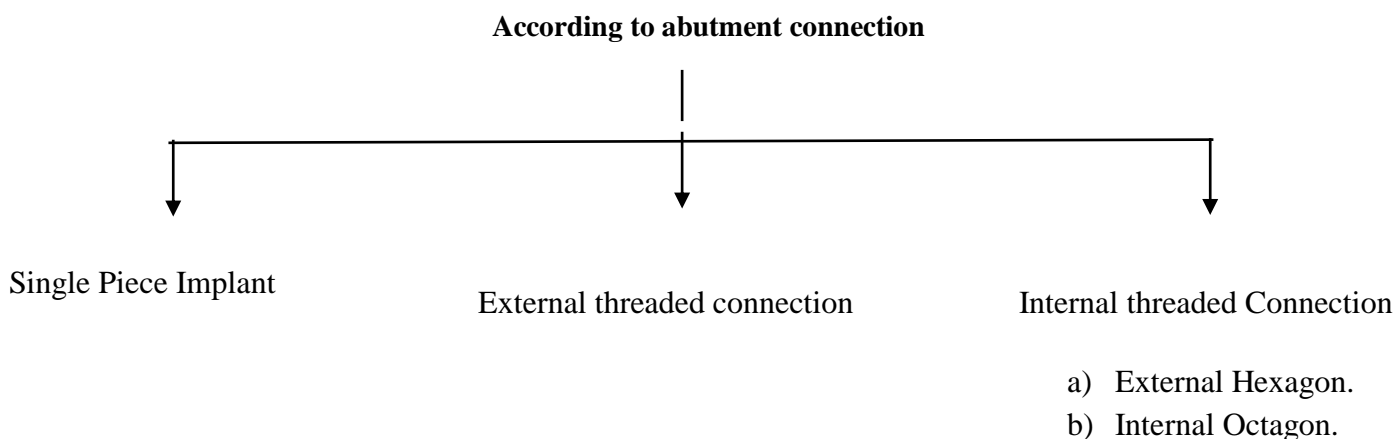 According to abutment connection
Single Piece Implant
External threaded connection
Internal threaded Connection
a) External Hexagon.
b) Internal Octagon.